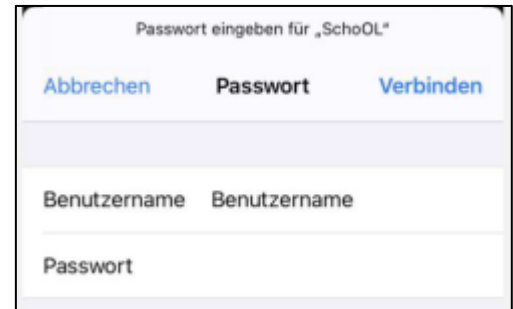 Passwort eingeben für „SchoOL“
Abbrechen Passwort Verbinden
Benutzername Benutzername
Passwort